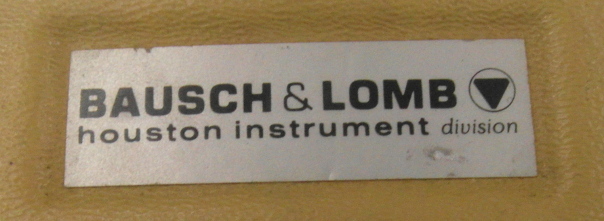 BAUSCH & LOMB
houston instrument division